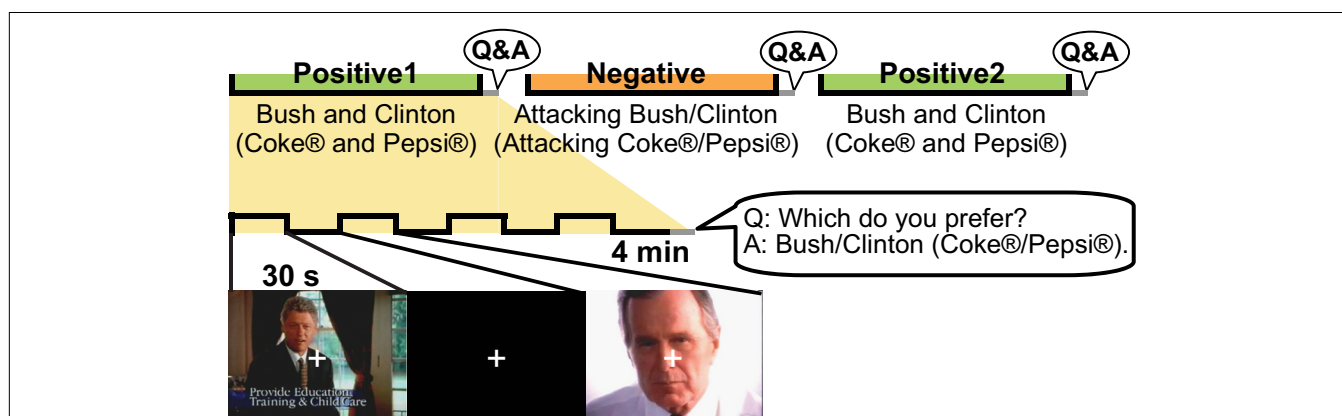 Q&A Q&A Q&A
Positive1 Negative Positive2
Bush and Clinton Attacking Bush/Clinton Bush and Clinton
(Coke® and Pepsi®) (Attacking Coke®/Pepsi®) (Coke® and Pepsi®)
Q: Which do you prefer?
A: Bush/Clinton (Coke®/Pepsi®).
4 min
30 s
Provide Education
Training & Child Care